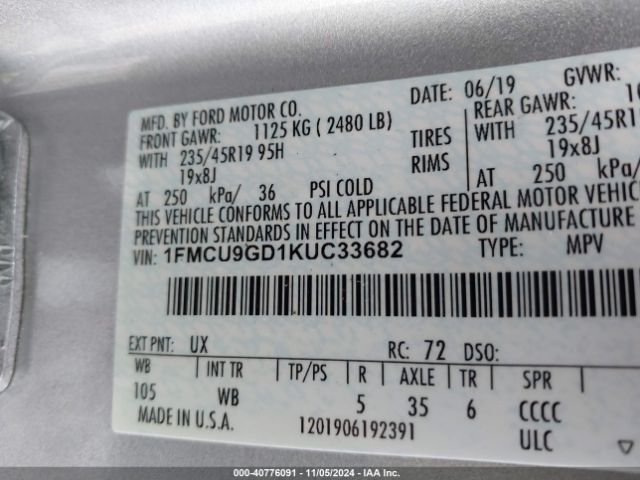 MFD. BY FORD MOTOR CO. DATE: 06/19 GVWR:
FRONT GAWR: 1125 KG ( 2480 LB) REAR GAWR:
WITH 235/45R19 95H TIRES WITH 235/45R
19x8J RIMS 19x8J
AT 250 kPa/ 36 PSI COLD AT 250 kPa/
THIS VEHICLE CONFORMS TO ALL APPLICABLE FEDERAL MOTOR VEHIC
PREVENTION STANDARDS IN EFFECT ON THE DATE OF MANUFACTURE
VIN: 1FMCU9GD1KUC33682 TYPE: MPV
EXT PNT: UX RC: 72 DSO:
WB INT TR TP/PS R AXLE TR SPR
105 WB 5 35 6 CCCC
MADE IN U.S.A. 1201906192391 ULC
000-40776091 - 11/05/2024 - IAA Inc.